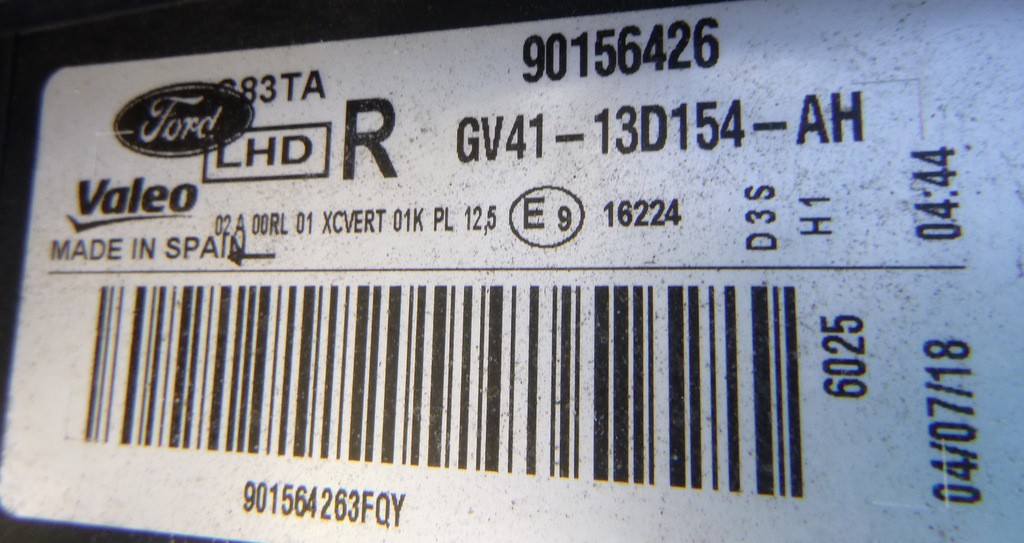 90156426
83TA
Ford
LHD
R
GV41-13D154-AH
Valeo
02 A 00RL 01 XCVERT 01K PL 12,5
E 9
16224
D3S
H1
04:44
MADE IN SPAIN
6025
04/07/18
901564263FQY